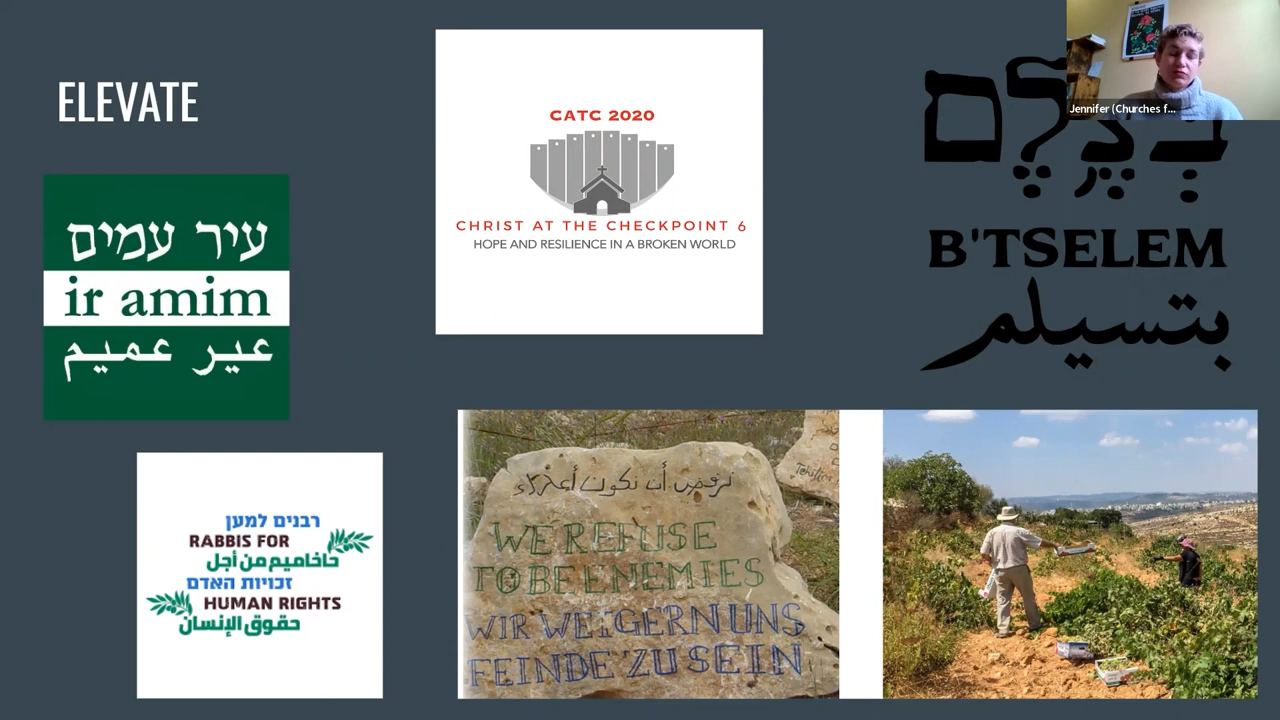 ELEVATE
עיר עמים
ir amim
عير عميم
CATC 2020
CHRIST AT THE CHECKPOINT 6
HOPE AND RESILIENCE IN A BROKEN WORLD
Jennifer (Churches f...
B'TSELEM
بتسيلم
רבנים למען
RABBIS FOR
حاخاميم من أجل
זכויות האדם
HUMAN RIGHTS
حقوق الإنسان
نرفض أن نكون أعداء
WE REFUSE
TO BE ENEMIES
WIR WEIGERN UNS
FEINDE ZU SEIN